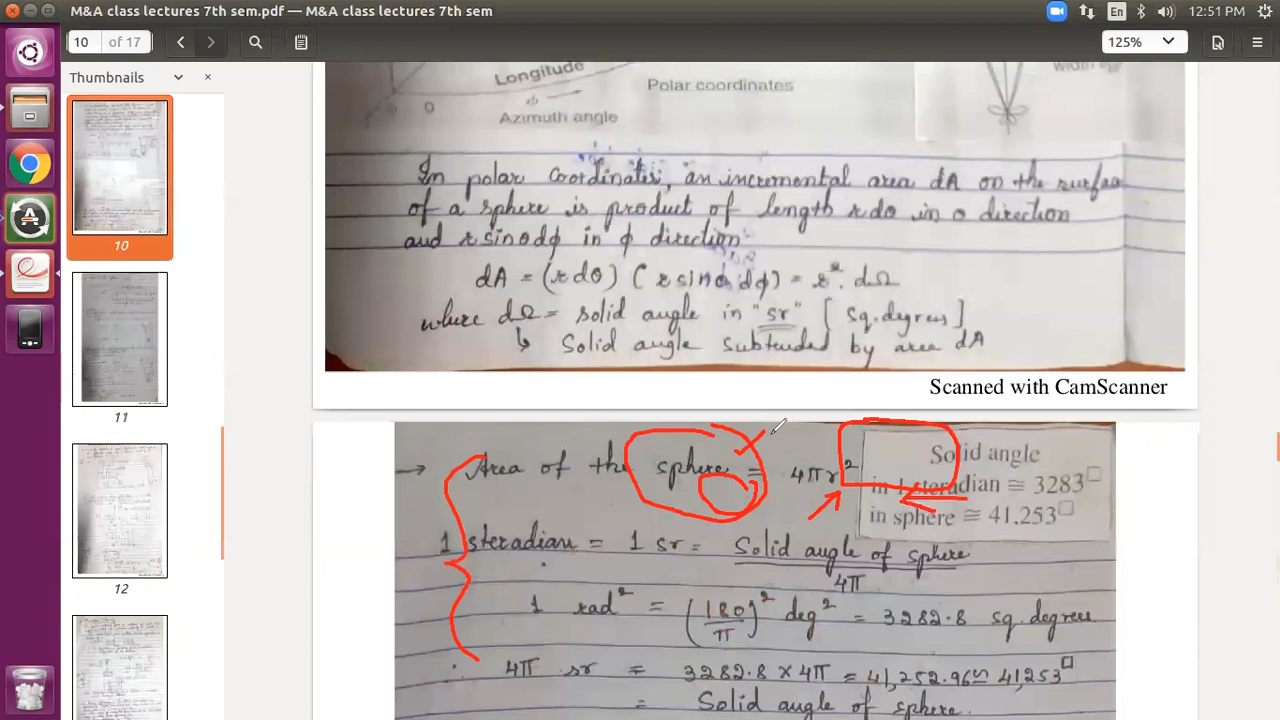 M&A class lectures 7th sem.pdf — M&A class lectures 7th sem
En
12:51 PM
10 of 17
125%
Thumbnails
10
11
12
Longitude
0
ϕ
Azimuth angle
Polar coordinates
In polar coordinates, an incremental area dA on the surface
of a sphere is product of length r dθ in θ direction
and r sinθ dϕ in ϕ direction
dA = (r dθ) (r sinθ dϕ) = r². dΩ
where dΩ = solid angle in "sr" [sq.degrees]
↳ Solid angle subtended by area dA
Scanned with CamScanner
→ Area of the sphere = 4πr²
Solid angle
in 1 steradian ≅ 3283□
in sphere ≅ 41,253□
1 steradian = 1 sr = Solid angle of sphere
4π
1 rad² = (180/π)² deg² = 3282.8 sq. degrees
∴ 4π sr = 3282.8 × 4π = 41,252.96 ≃ 41,253□
= Solid angle of sphere.